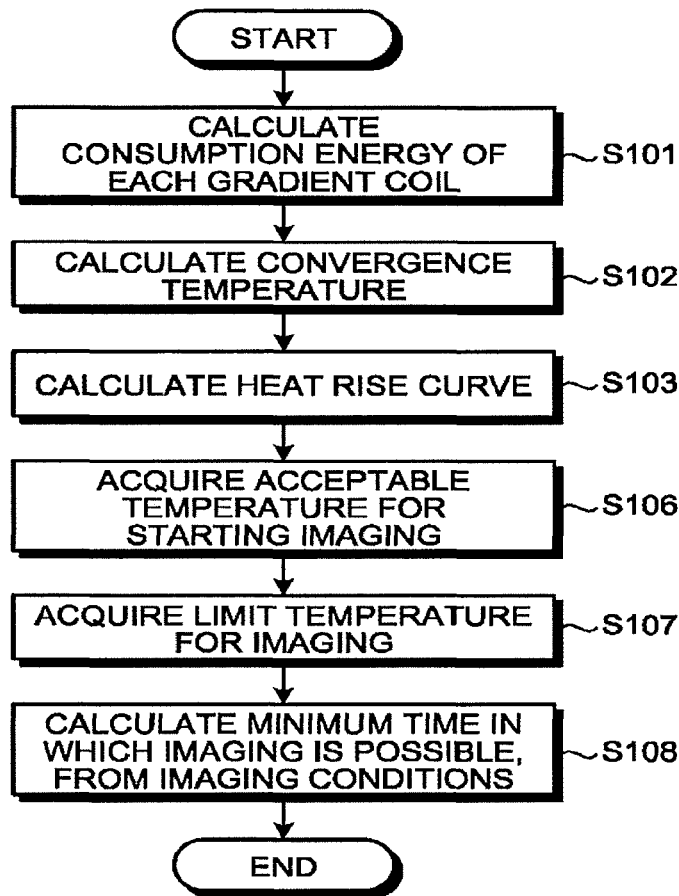 START
CALCULATE
CONSUMPTION ENERGY OF
EACH GRADIENT COIL
S101
CALCULATE CONVERGENCE
TEMPERATURE
S102
CALCULATE HEAT RISE CURVE
S103
ACQUIRE ACCEPTABLE
TEMPERATURE FOR
STARTING IMAGING
S106
ACQUIRE LIMIT TEMPERATURE
FOR IMAGING
S107
CALCULATE MINIMUM TIME IN
WHICH IMAGING IS POSSIBLE,
FROM IMAGING CONDITIONS
S108
END